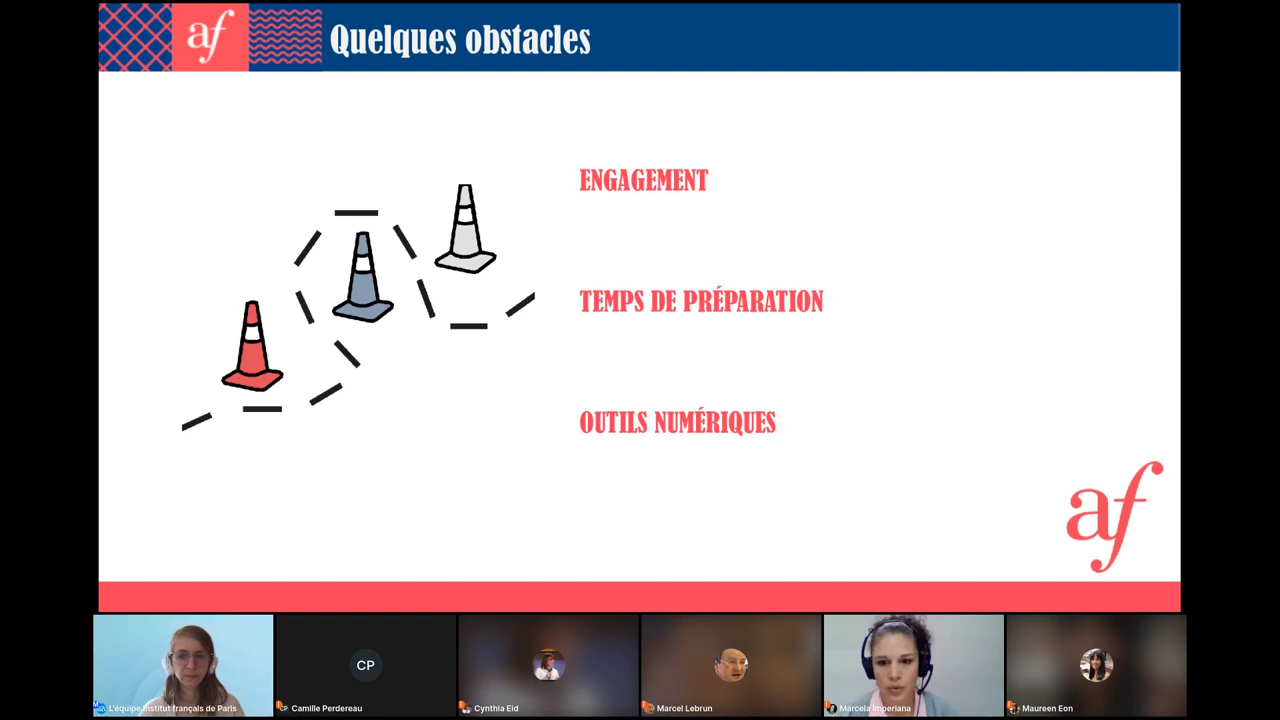 af
Quelques obstacles
ENGAGEMENT
TEMPS DE PRÉPARATION
OUTILS NUMÉRIQUES
af
CP
L'équipe Institut français de Paris
Camille Perdereau
Cynthia Eid
Marcel Lebrun
Marcela Imperiana
Maureen Eon